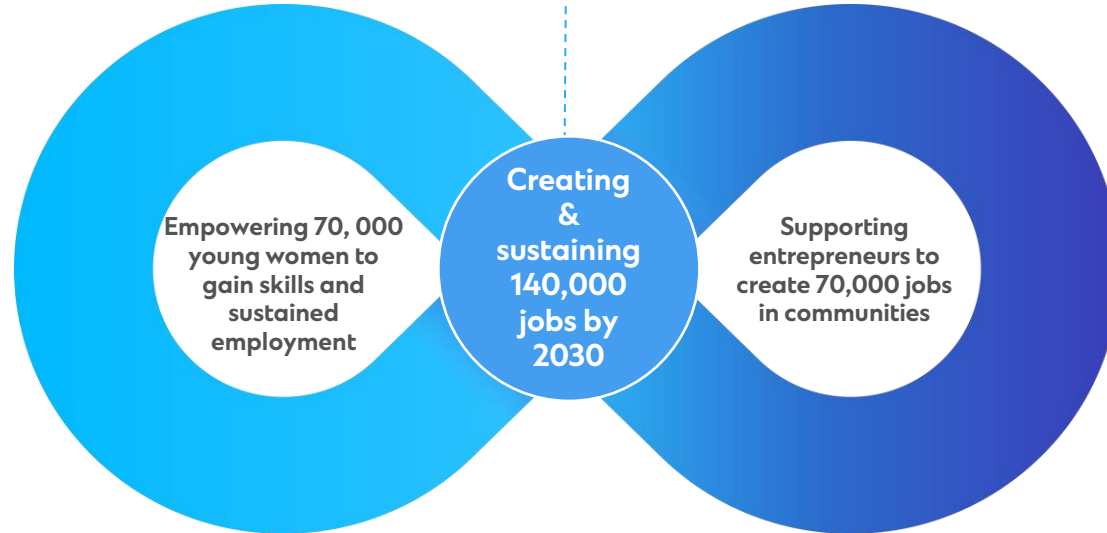 Empowering 70, 000
young women to
gain skills and
sustained
employment
Creating
&
sustaining
140,000
jobs by
2030
Supporting
entrepreneurs to
create 70,000 jobs
in communities